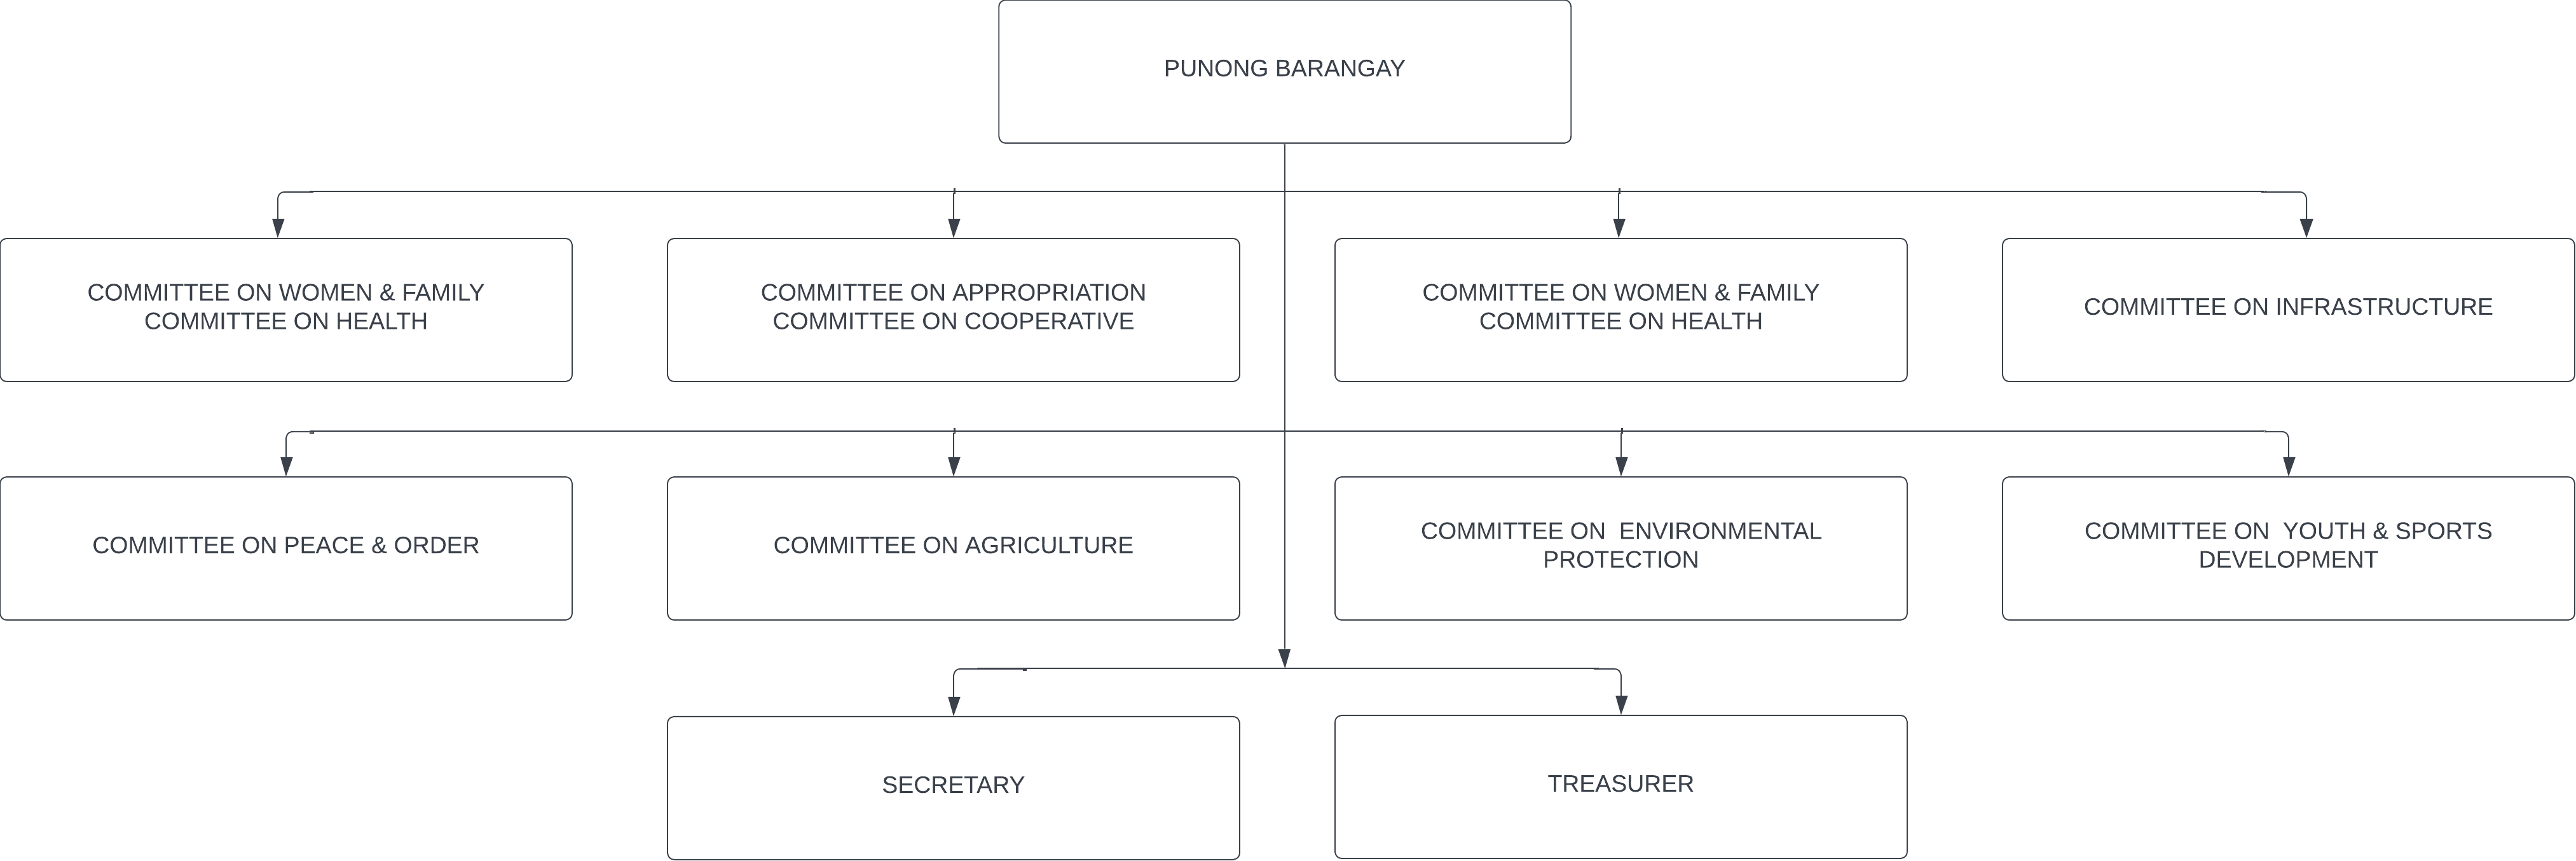 PUNONG BARANGAY
COMMITTEE ON WOMEN & FAMILY
COMMITTEE ON HEALTH
COMMITTEE ON APPROPRIATION
COMMITTEE ON COOPERATIVE
COMMITTEE ON WOMEN & FAMILY
COMMITTEE ON HEALTH
COMMITTEE ON INFRASTRUCTURE
COMMITTEE ON PEACE & ORDER
COMMITTEE ON AGRICULTURE
COMMITTEE ON  ENVIRONMENTAL
PROTECTION
COMMITTEE ON  YOUTH & SPORTS
DEVELOPMENT
SECRETARY
TREASURER